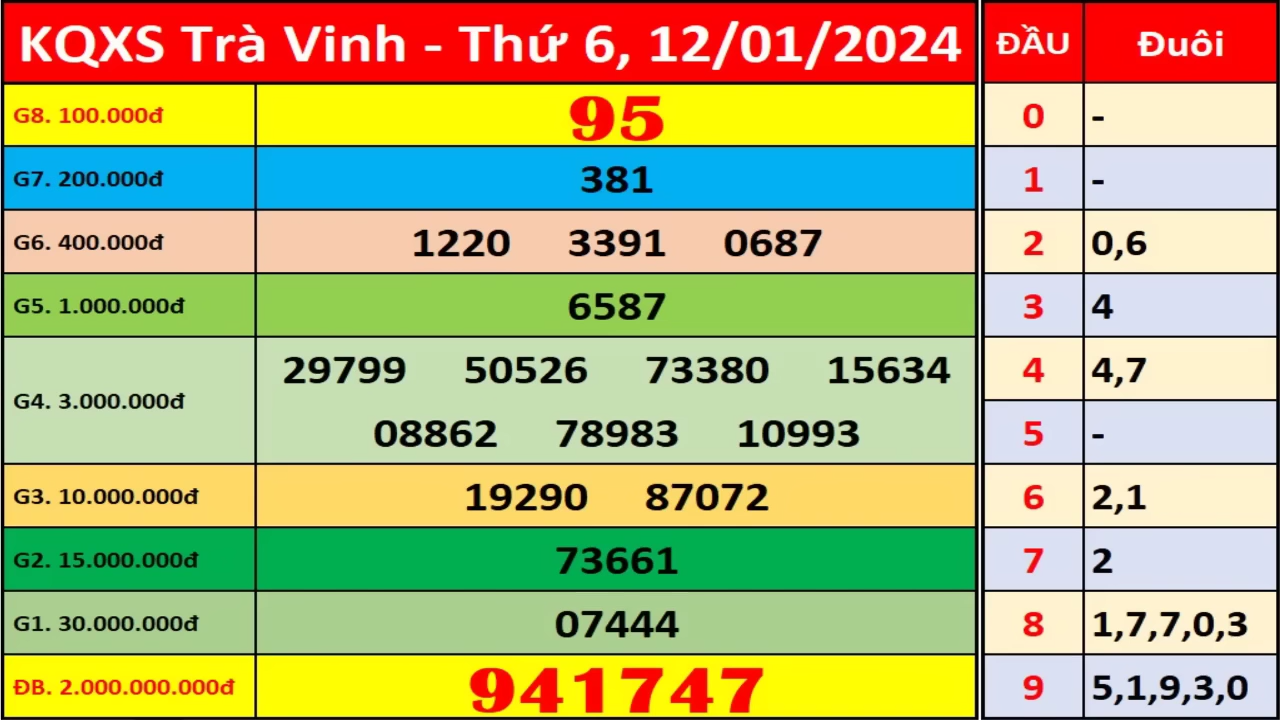 KQXS Trà Vinh - Thứ 6, 12/01/2024
G8. 100.000đ 95
G7. 200.000đ 381
G6. 400.000đ 1220 3391 0687
G5. 1.000.000đ 6587
G4. 3.000.000đ
29799 50526 73380 15634
08862 78983 10993
G3. 10.000.000đ 19290 87072
G2. 15.000.000đ 73661
G1. 30.000.000đ 07444
ĐB. 2.000.000.000đ 941747
ĐẦU Đuôi
0 -
1 -
2 0,6
3 4
4 4,7
5 -
6 2,1
7 2
8 1,7,7,0,3
9 5,1,9,3,0